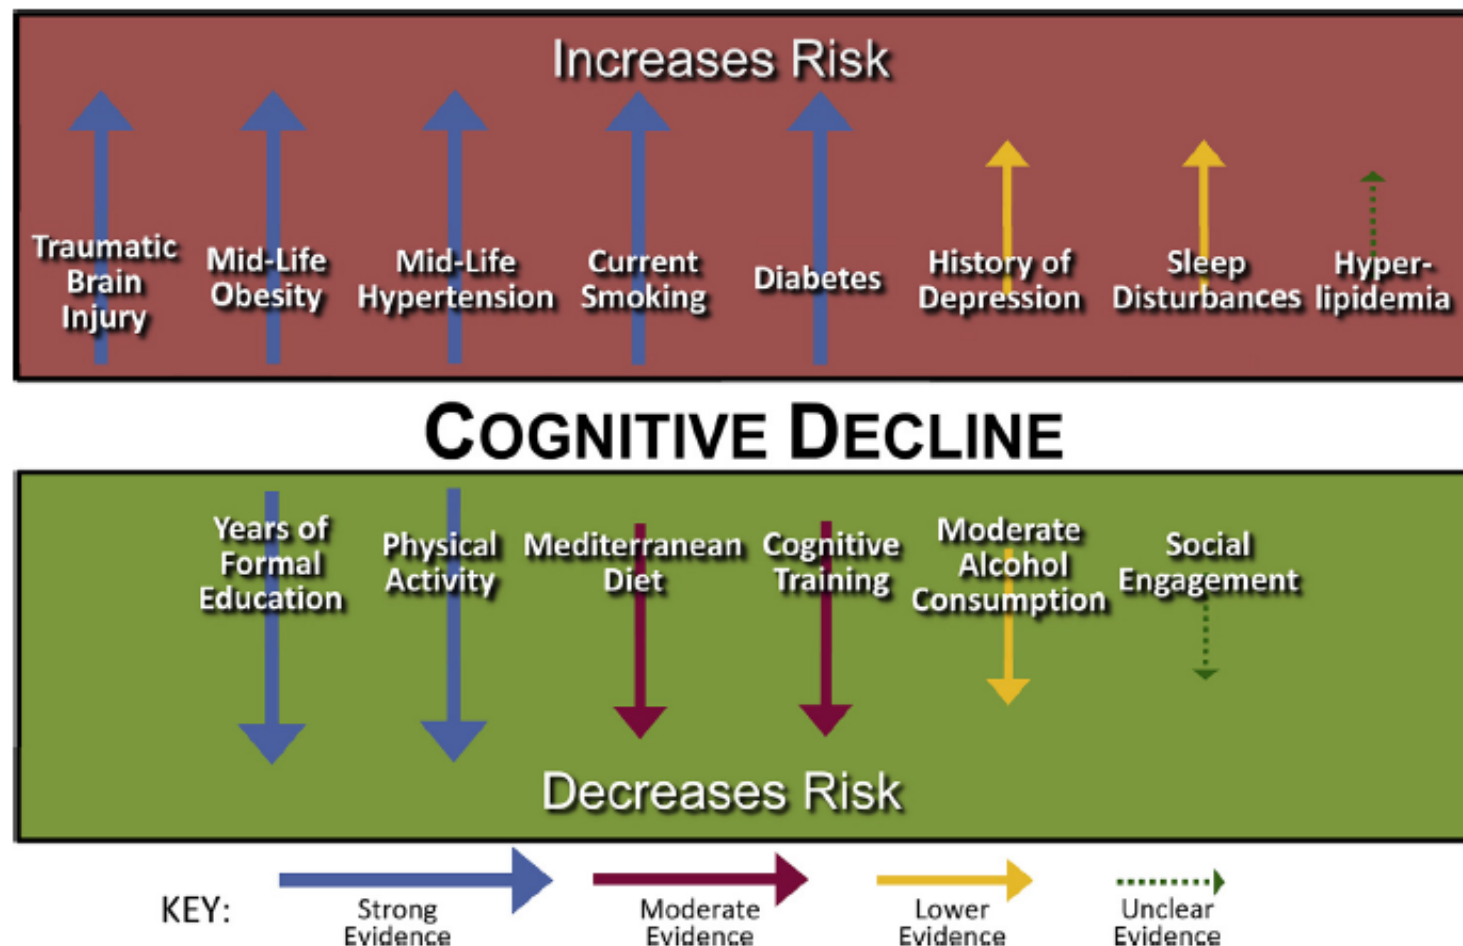 Increases Risk
Traumatic
Brain
Injury
Mid-Life
Obesity
Mid-Life
Hypertension
Current
Smoking
Diabetes
History of
Depression
Sleep
Disturbances
Hyper-
lipidemia
COGNITIVE DECLINE
Years of
Formal
Education
Physical
Activity
Mediterranean
Diet
Cognitive
Training
Moderate
Alcohol
Consumption
Social
Engagement
Decreases Risk
KEY:
Strong
Evidence
Moderate
Evidence
Lower
Evidence
Unclear
Evidence